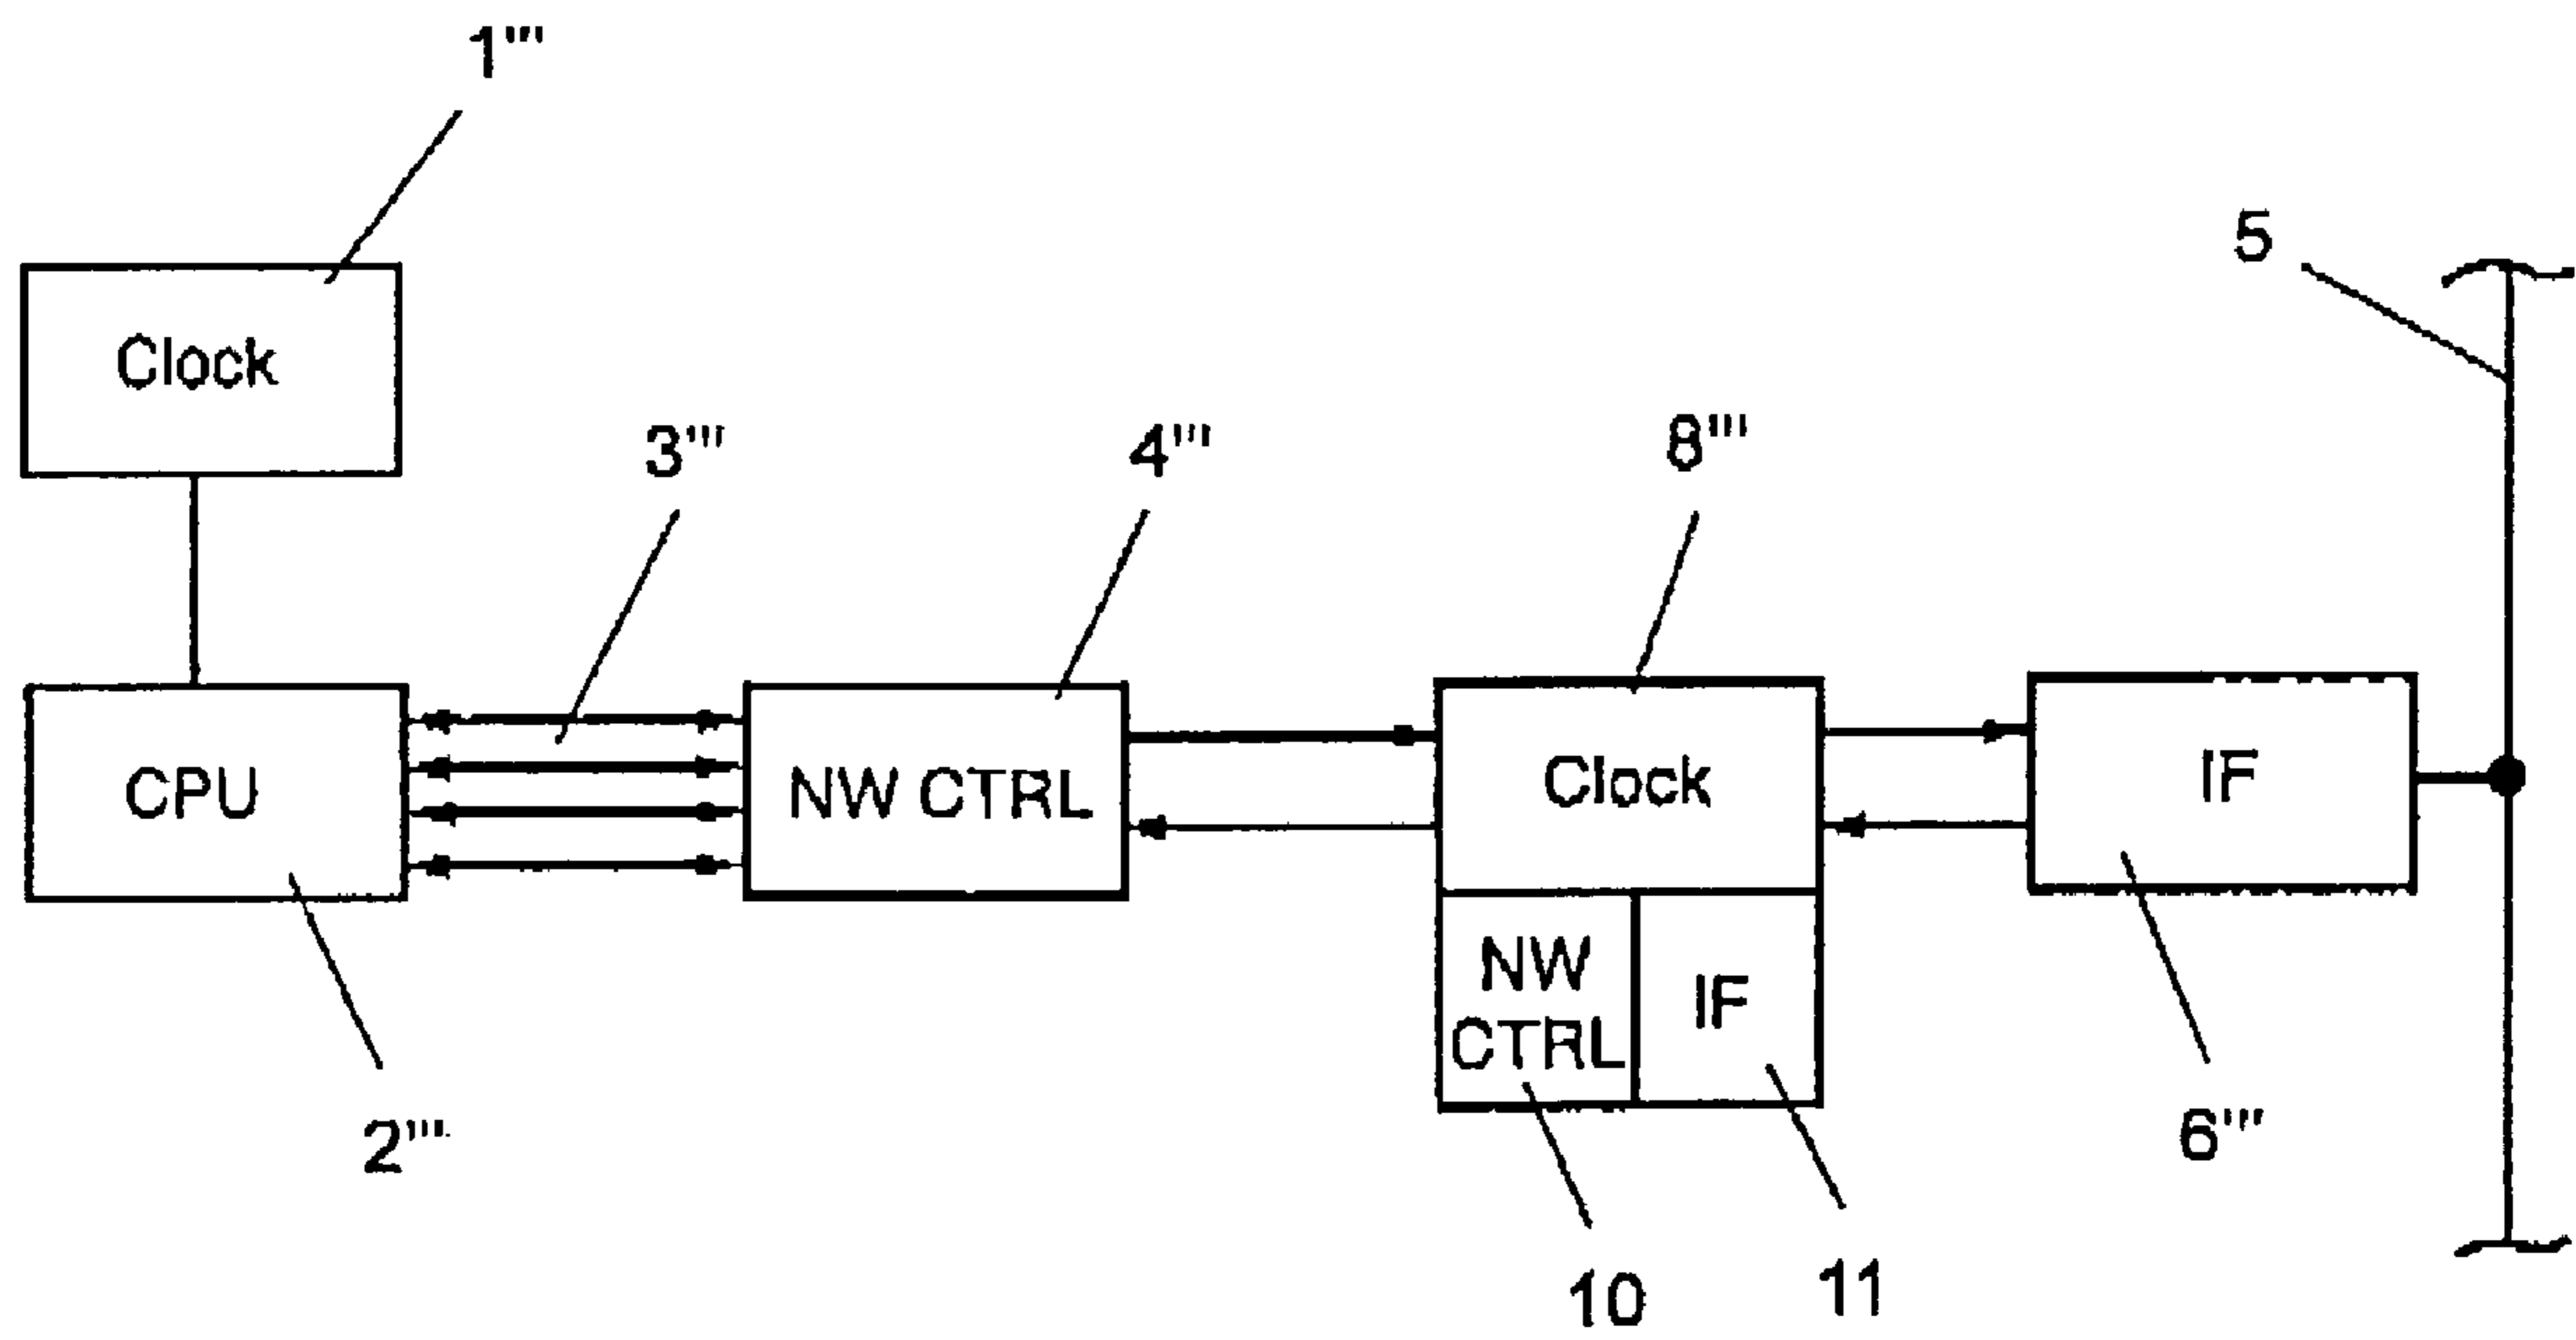 1'''
5
Clock
3'''
4'''
8'''
CPU
NW CTRL
Clock
IF
NW
CTRL
IF
2'''
6'''
10
11